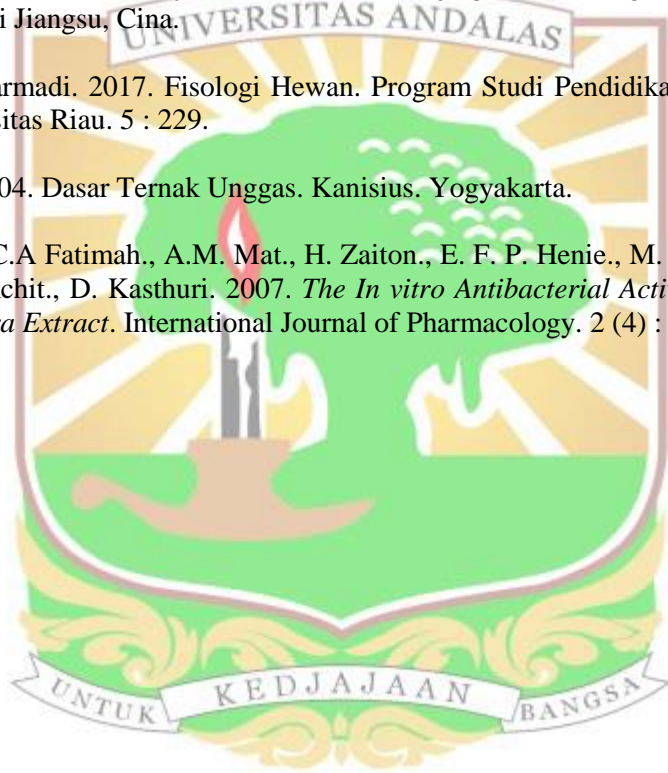 i Jiangsu, Cina.
UNIVERSITAS ANDALAS
armadi. 2017. Fisologi Hewan. Program Studi Pendidika
sitas Riau. 5 : 229.
04. Dasar Ternak Unggas. Kanisius. Yogyakarta.
C.A Fatimah., A.M. Mat., H. Zaiton., E. F. P. Henie., M.
chit., D. Kasthuri. 2007. The In vitro Antibacterial Acti
a Extract. International Journal of Pharmacology. 2 (4) :
UNTUK KEDJAJAAN BANGSA